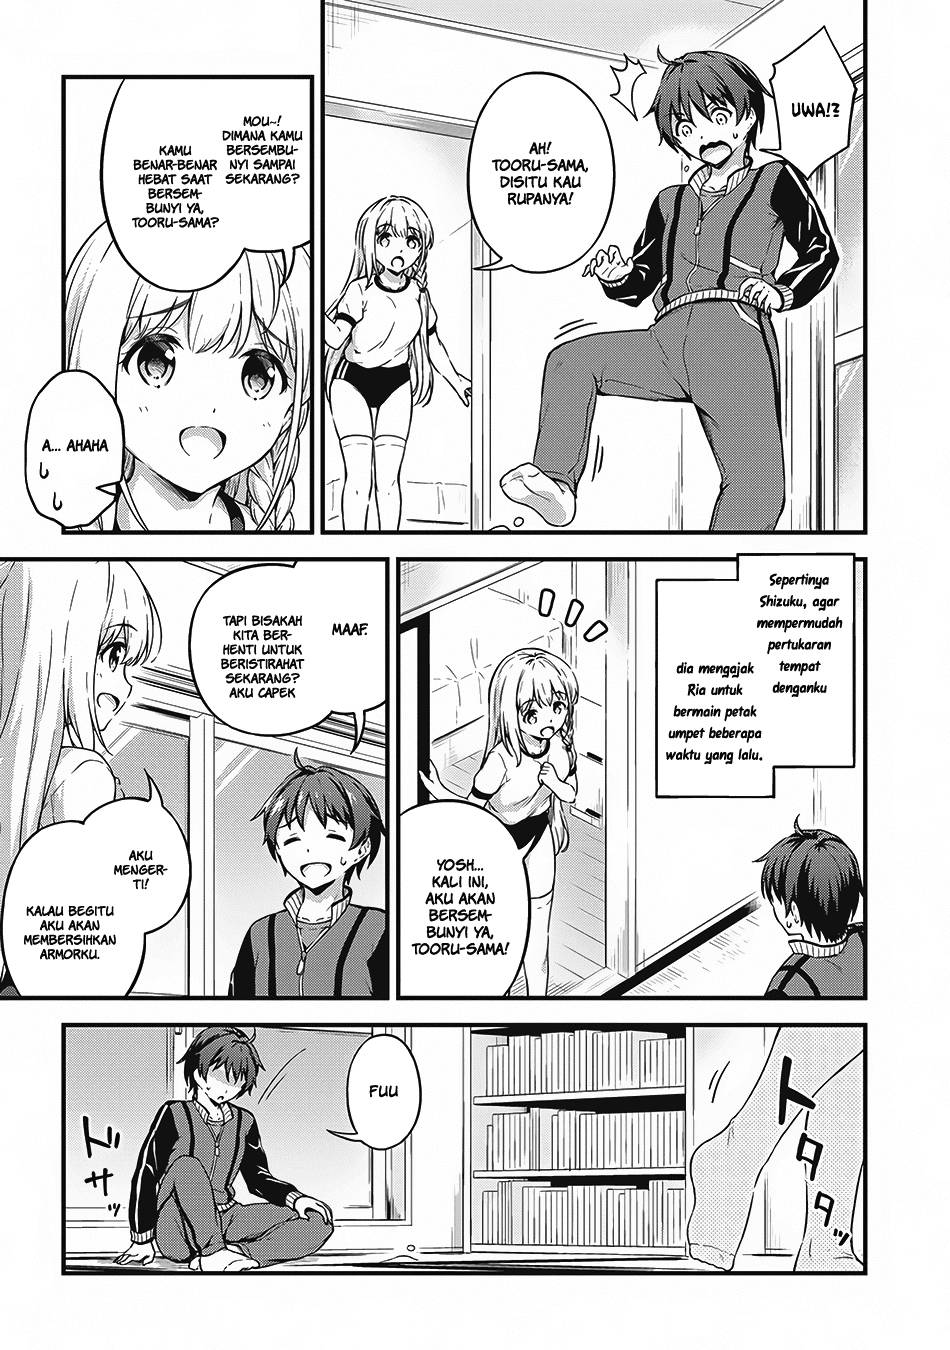 UWA!?
AH!
TOORU-SAMA,
DISITU KAU
RUPANYA!
MOU~!
DIMANA KAMU
BERSEMBU-
NYI SAMPAI
SEKARANG?
KAMU
BENAR-BENAR
HEBAT SAAT
BERSEM-
BUNYI YA,
TOORU-SAMA?
A... AHAHA
Sepertinya
Shizuku, agar
mempermudah
pertukaran
tempat
denganku
dia mengajak
Ria untuk
bermain petak
umpet beberapa
waktu yang lalu.
YOSH...
KALI INI,
AKU AKAN
BERSEM-
BUNYI YA,
TOORU-SAMA!
MAAF.
TAPI BISAKAH
KITA BER-
HENTI UNTUK
BERISTIRAHAT
SEKARANG?
AKU CAPEK
AKU
MENGER-
TI!
KALAU BEGITU
AKU AKAN
MEMBERSIHKAN
ARMORKU.
トタタッ
FUU
ドサッ